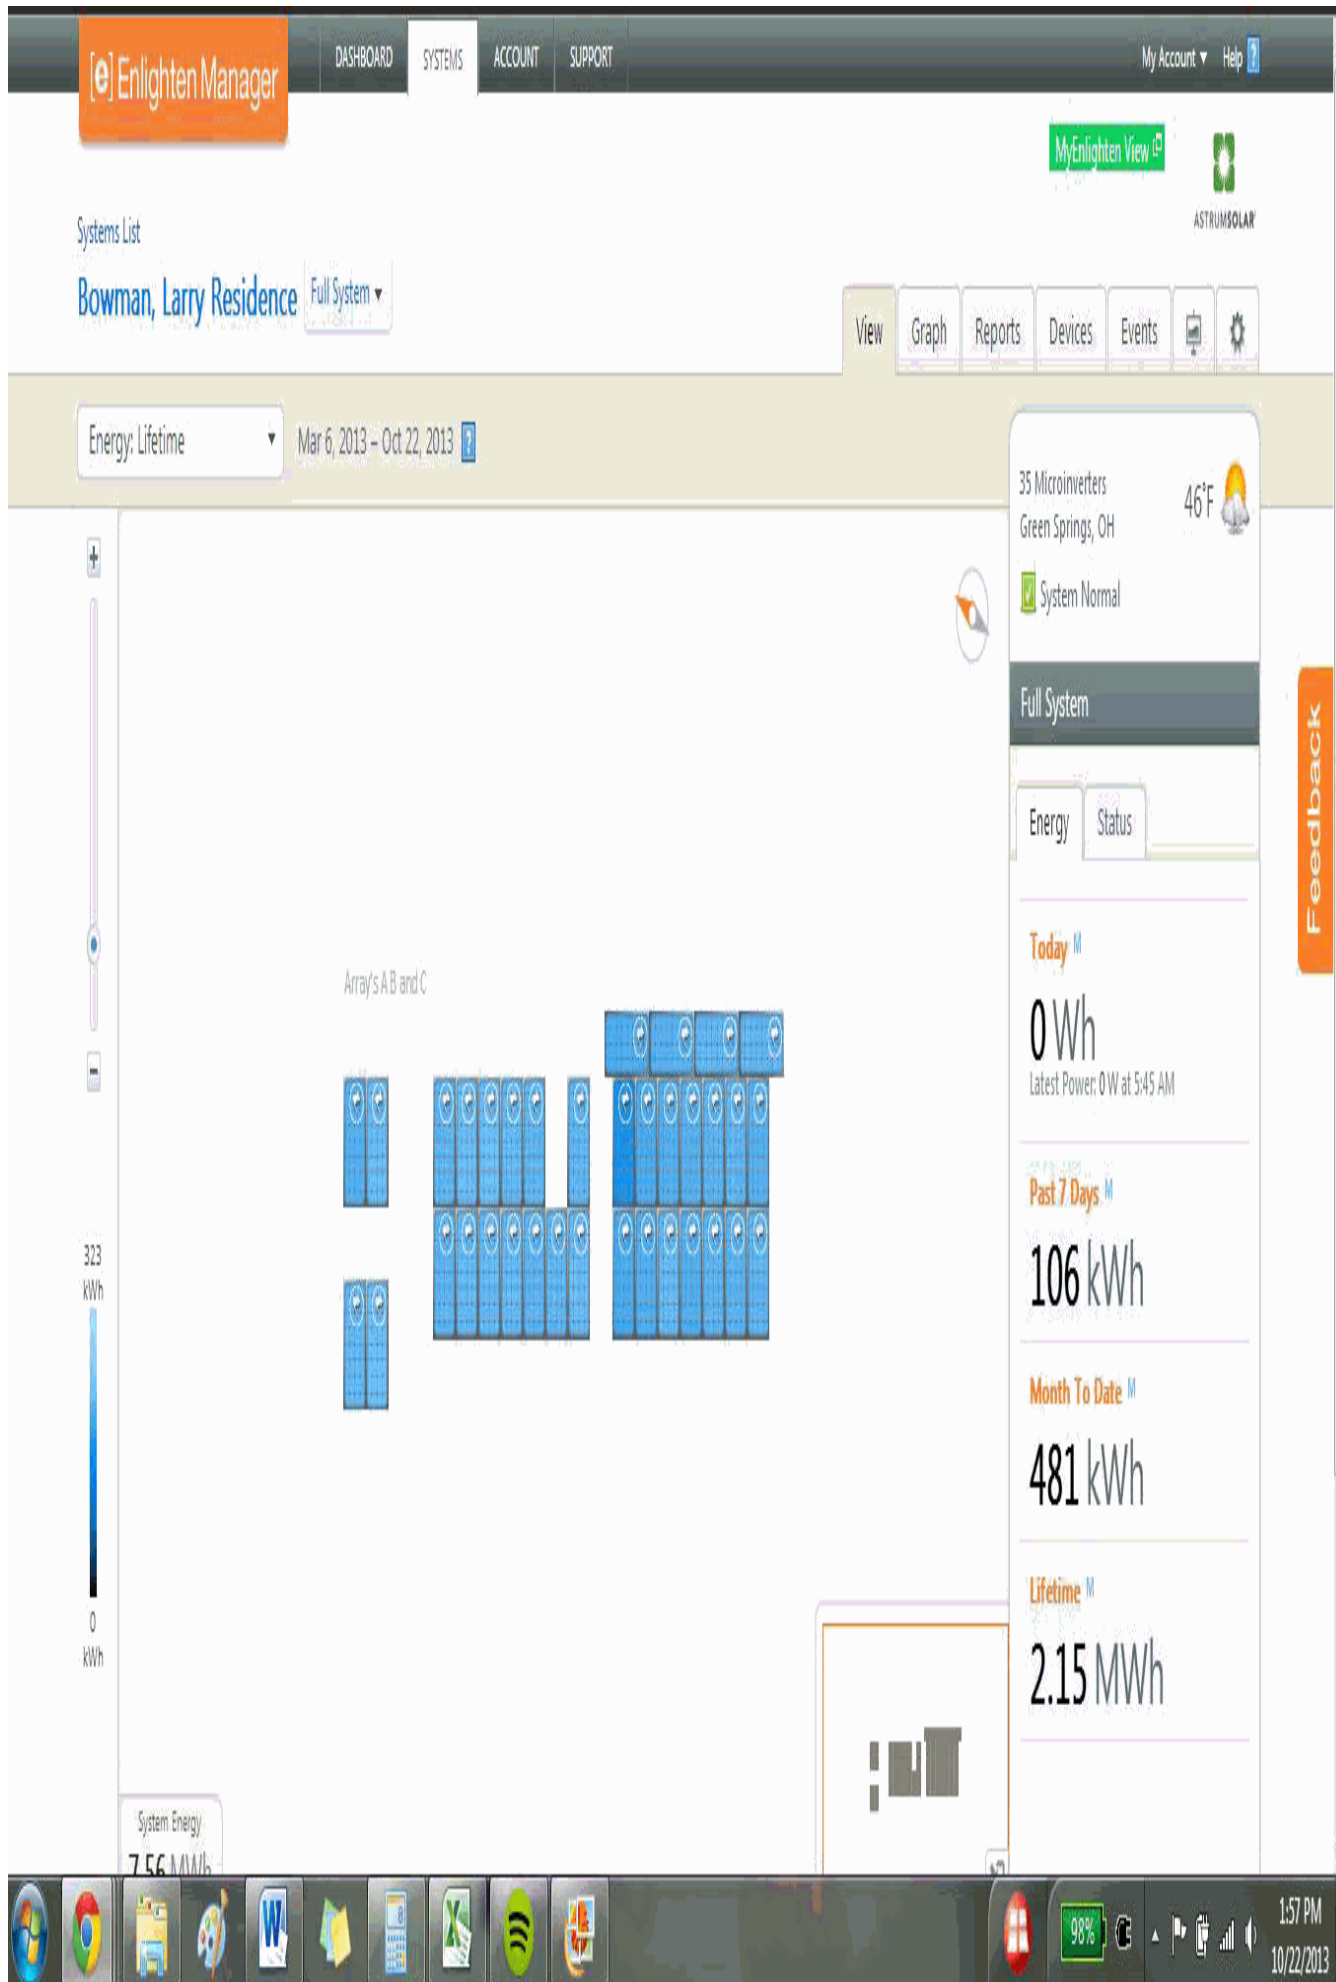 [e] Enlighten Manager
DASHBOARD SYSTEMS ACCOUNT SUPPORT
My Account ▾ Help ?
MyEnlighten View
ASTRUMSOLAR
Systems List
Bowman, Larry Residence Full System ▾
View Graph Reports Devices Events
Energy: Lifetime ▾ Mar 6, 2013 – Oct 22, 2013 ?
35 Microinverters
Green Springs, OH
46°F
System Normal
Full System
Feedback
Energy Status
Today M
0 Wh
Latest Power: 0 W at 5:45 AM
Past 7 Days M
106 kWh
Month To Date M
481 kWh
Lifetime M
2.15 MWh
+
−
Array's A B and C
323
kWh
0
kWh
System Energy
7.56 MWh
98%
1:57 PM
10/22/2013